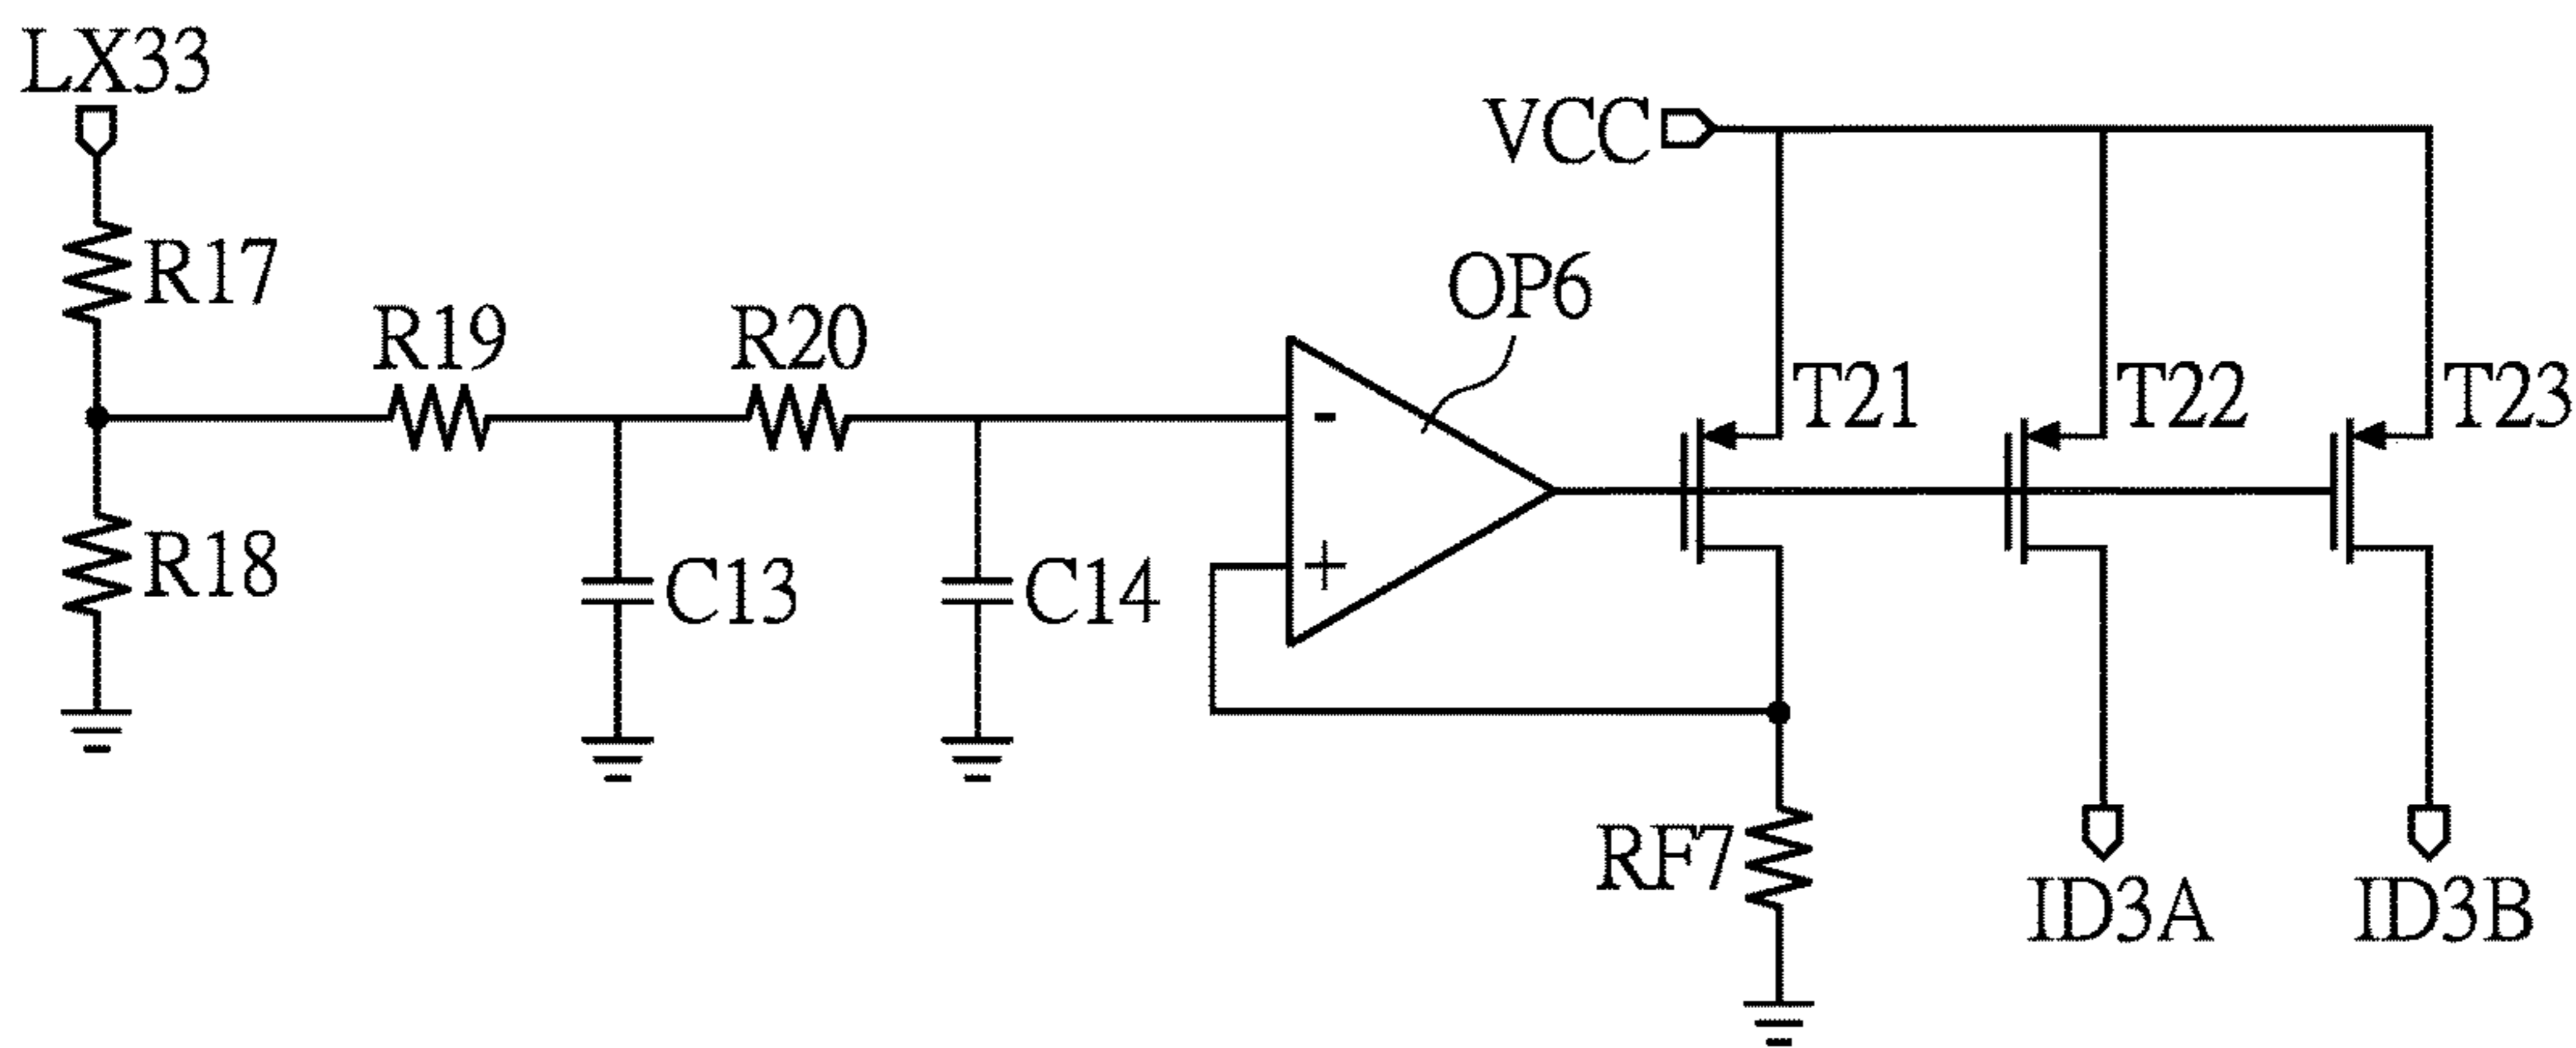 LX33
VCC
R17
OP6
R19
R20
T21
T22
T23
-
R18
C13
C14
+
RF7
ID3A
ID3B